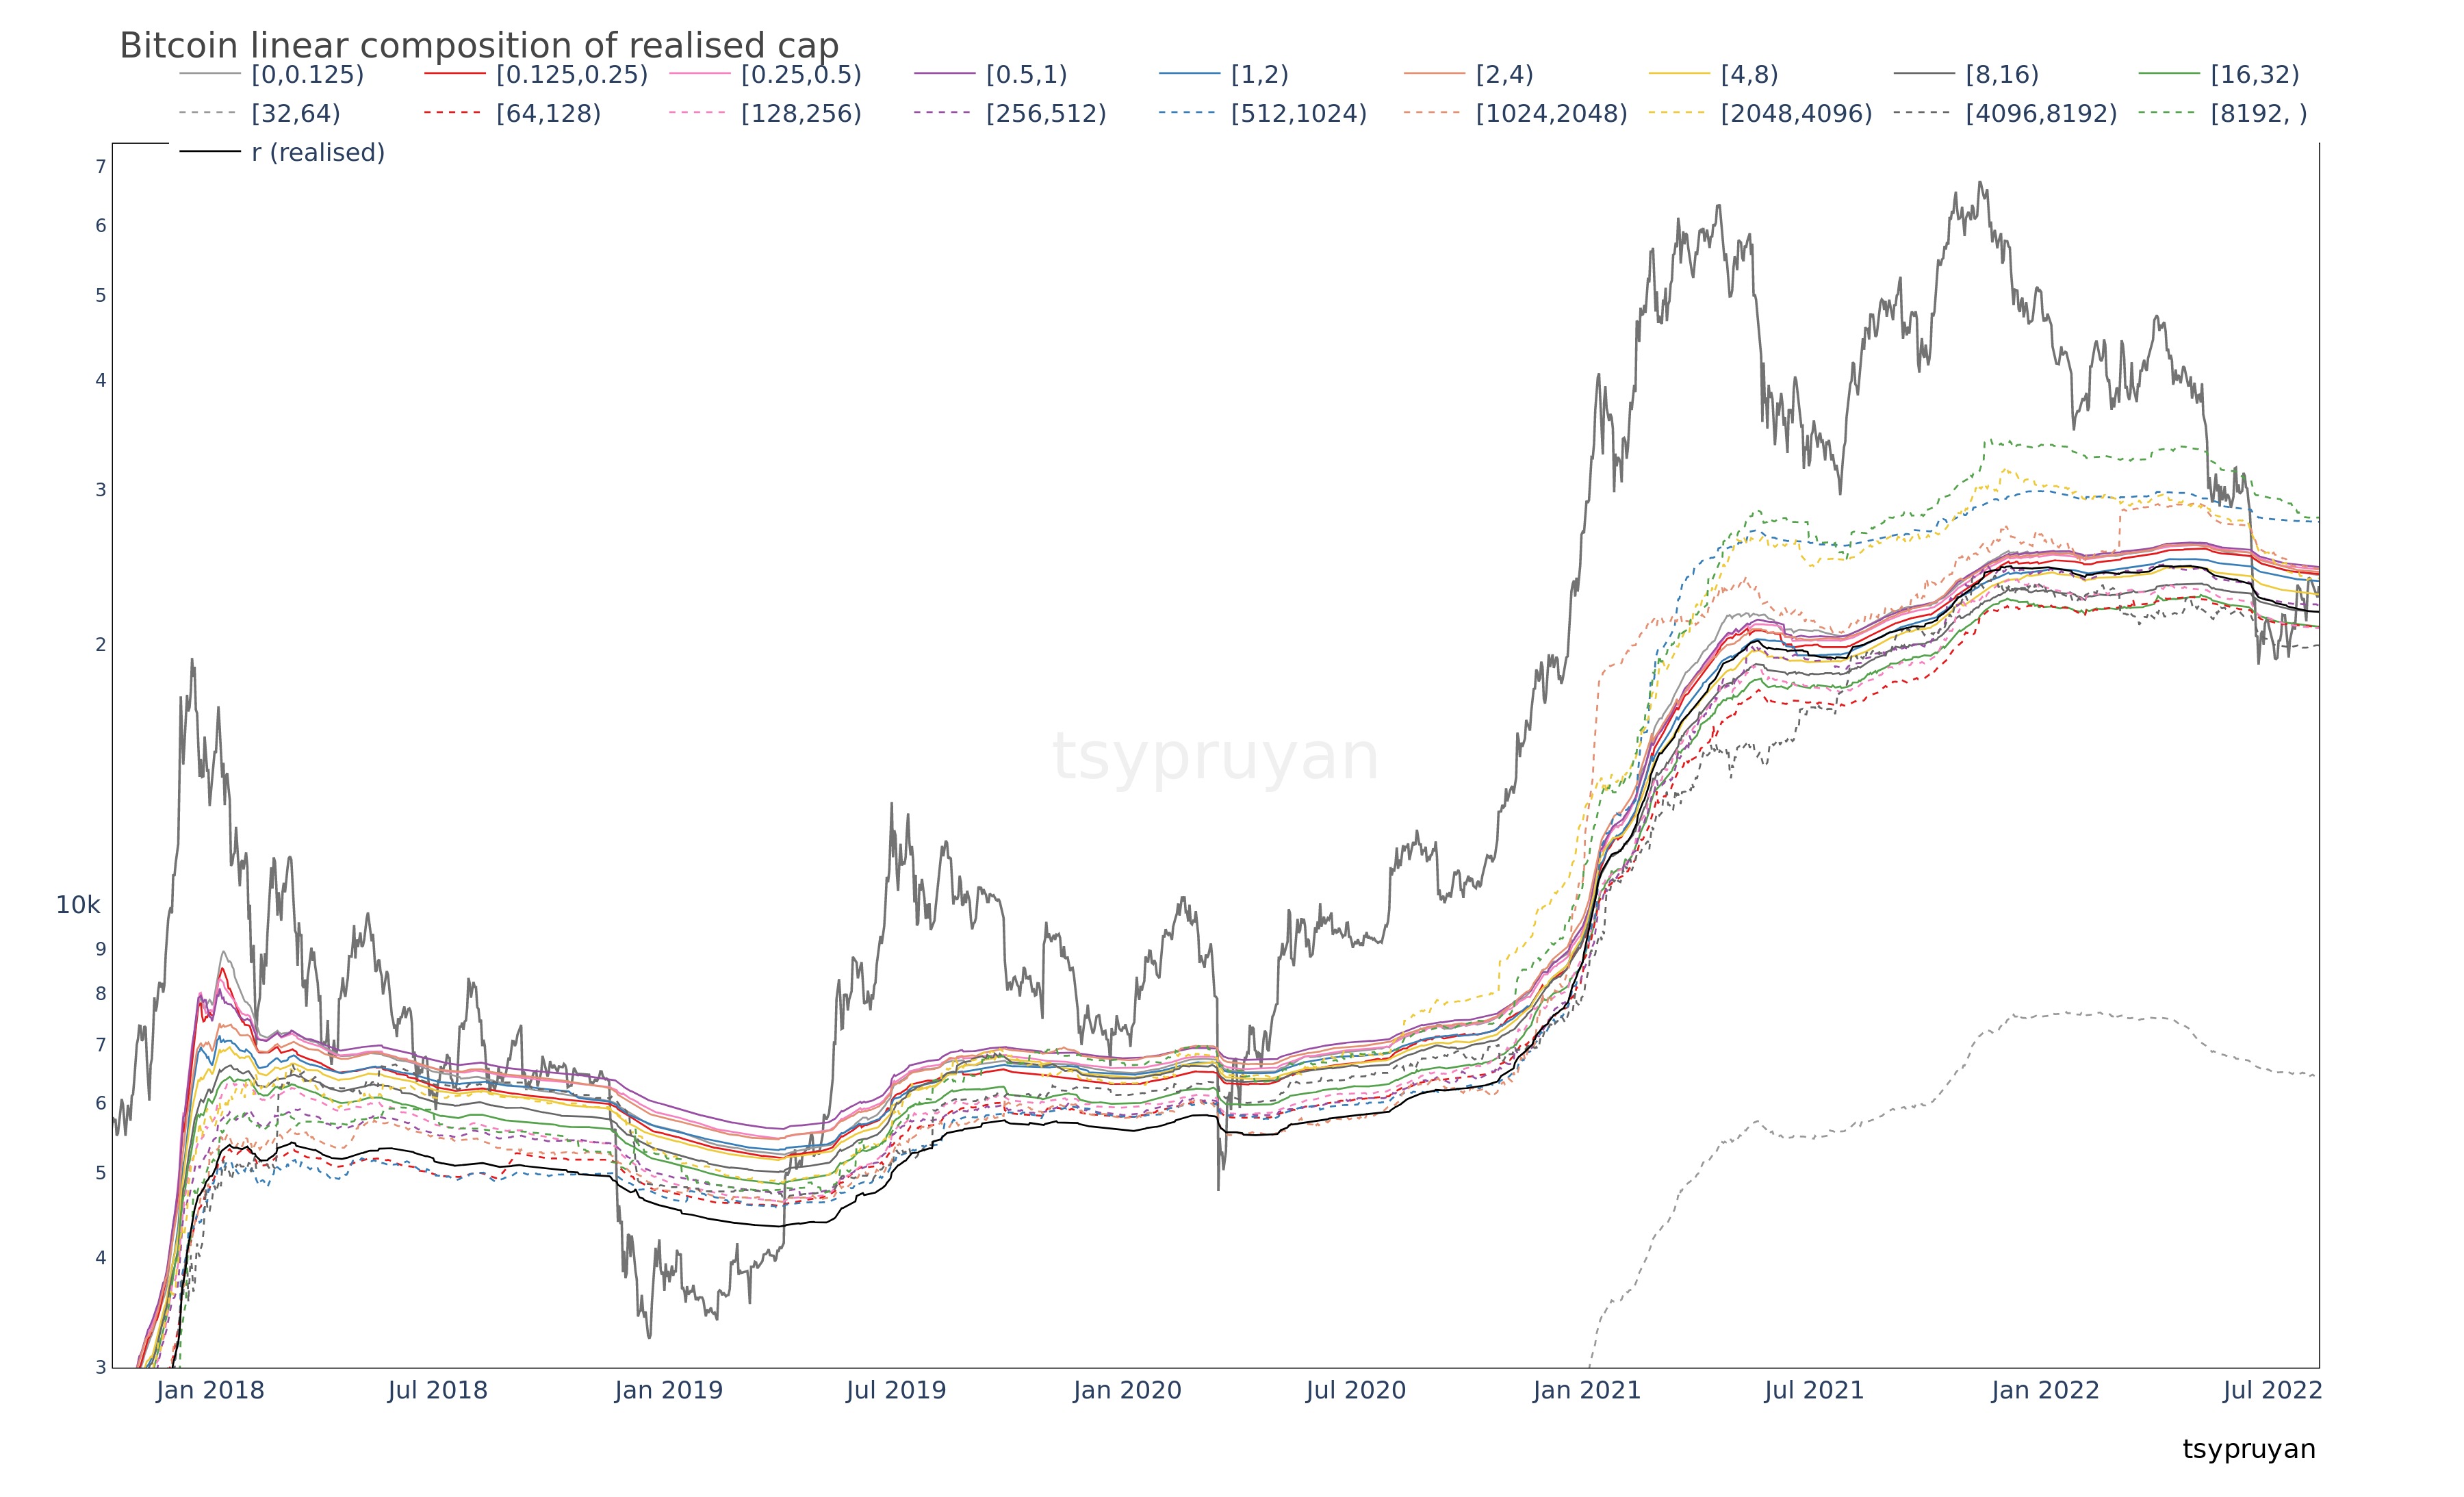 Bitcoin linear composition of realised cap
[0,0.125) [0.125,0.25) [0.25,0.5) [0.5,1) [1,2) [2,4) [4,8) [8,16) [16,32)
[32,64) [64,128) [128,256) [256,512) [512,1024) [1024,2048) [2048,4096) [4096,8192) [8192, )
r (realised)
7
6
5
4
3
2
10k
9
8
7
6
5
4
3
tsypruyan
Jan 2018 Jul 2018 Jan 2019 Jul 2019 Jan 2020 Jul 2020 Jan 2021 Jul 2021 Jan 2022 Jul 2022
tsypruyan